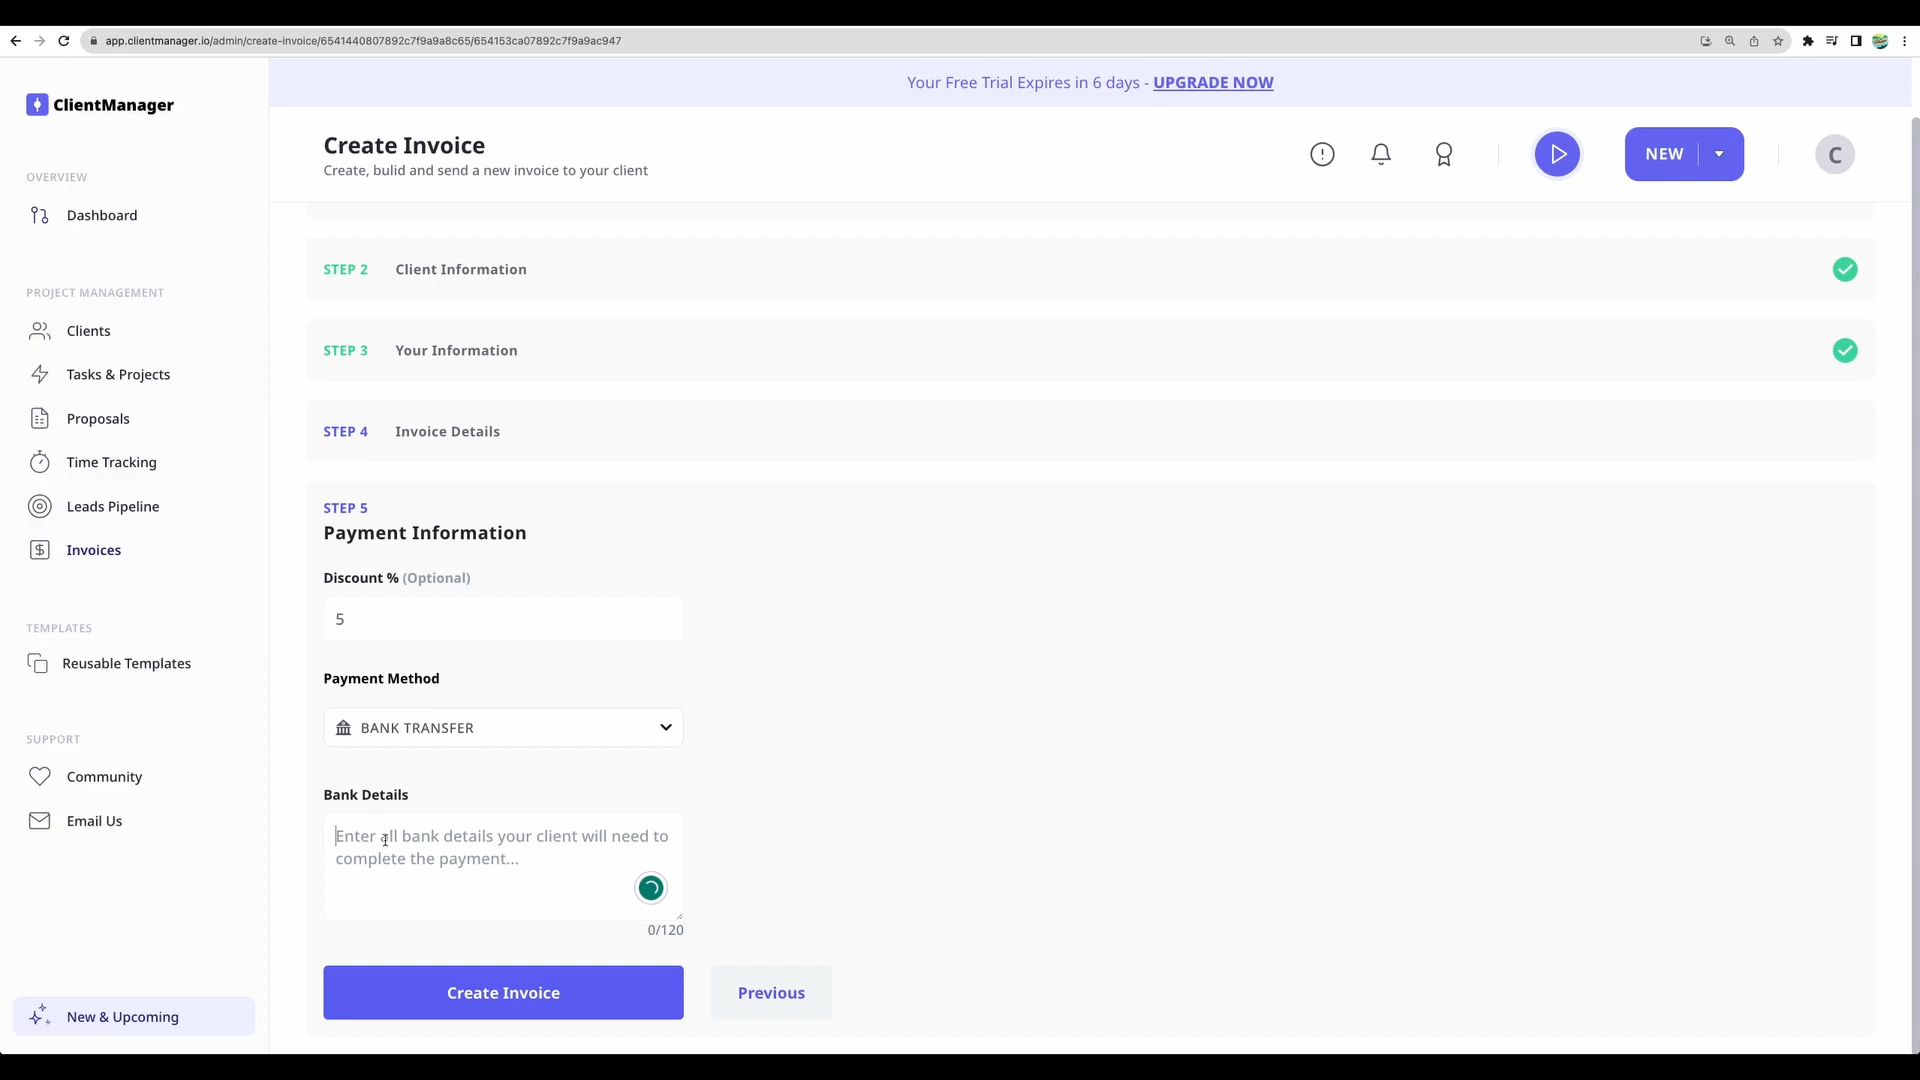 app.clientmanager.io/admin/create-invoice/6541440807892c7f9a9a8c65/654153ca07892c7f9a9ac947
Your Free Trial Expires in 6 days - UPGRADE NOW
ClientManager
Create Invoice
Create, bulid and send a new invoice to your client
NEW
C
OVERVIEW
Dashboard
PROJECT MANAGEMENT
Clients
Tasks & Projects
Proposals
Time Tracking
Leads Pipeline
Invoices
TEMPLATES
Reusable Templates
SUPPORT
Community
Email Us
New & Upcoming
STEP 2 Client Information
STEP 3 Your Information
STEP 4 Invoice Details
STEP 5
Payment Information
Discount % (Optional)
5
Payment Method
BANK TRANSFER
Bank Details
Enter all bank details your client will need to
complete the payment...
0/120
Create Invoice
Previous